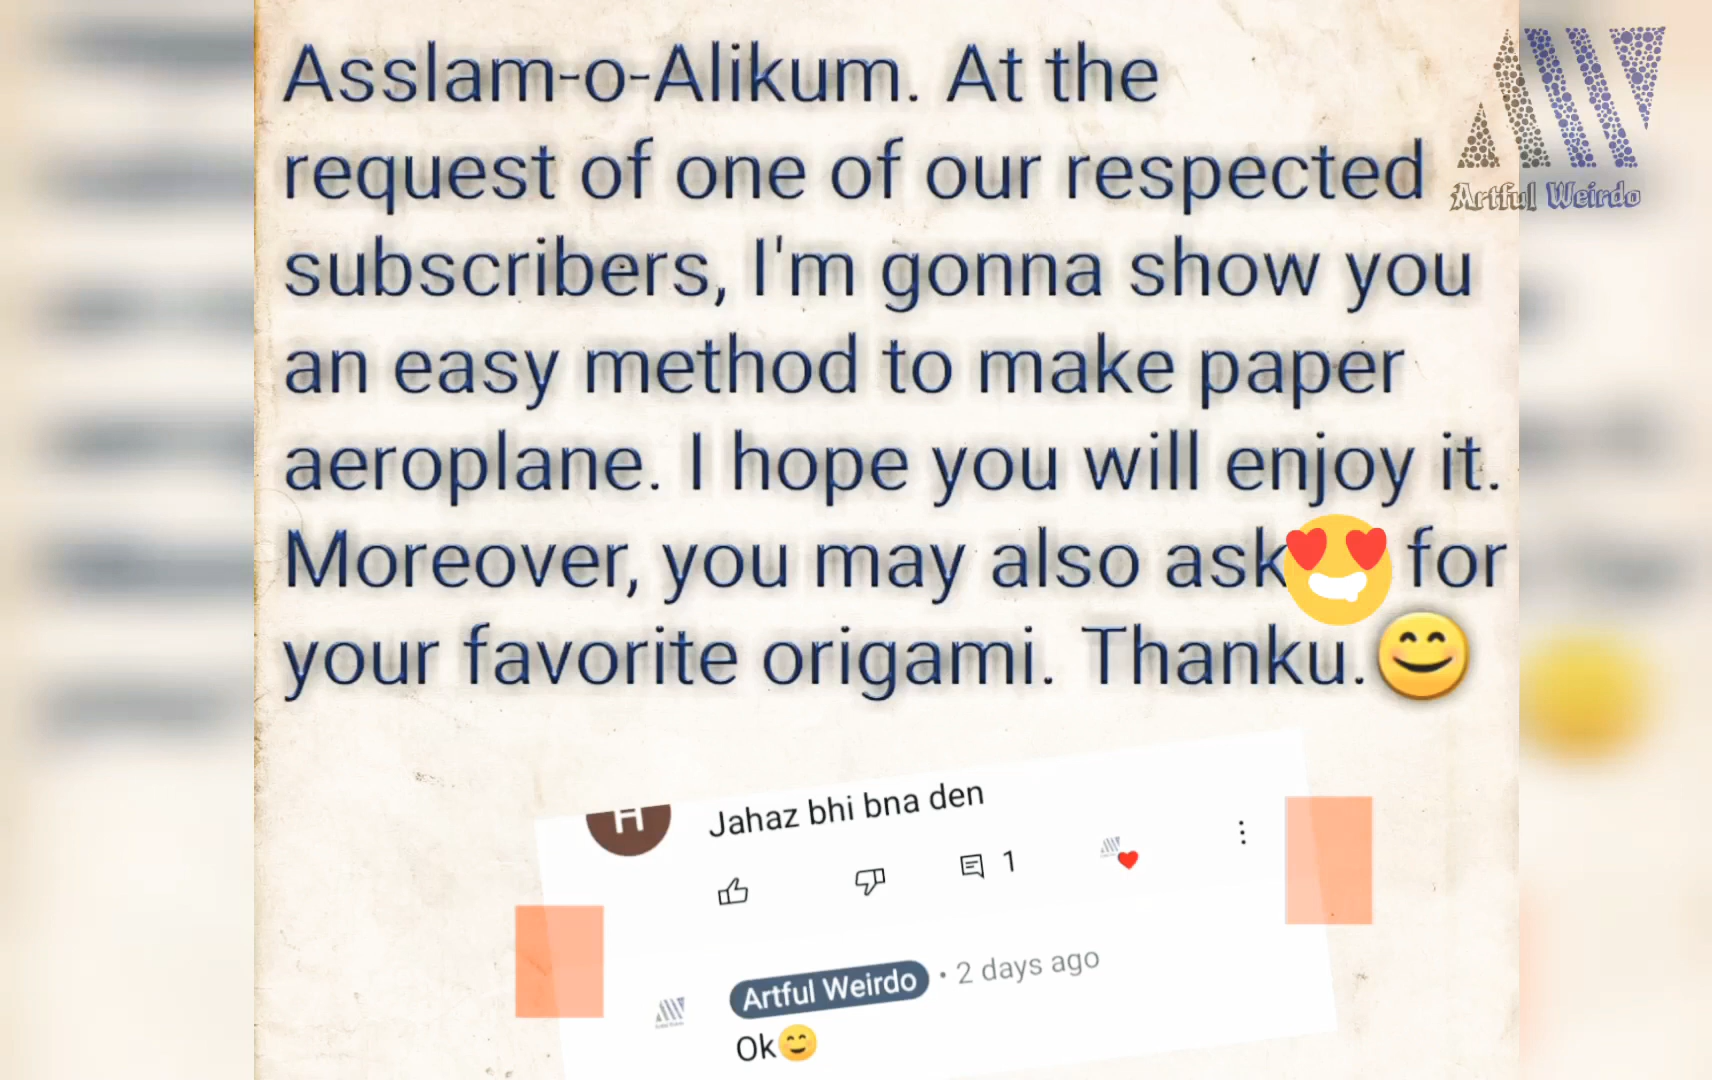 Asslam-o-Alikum. At the
request of one of our respected
subscribers, I'm gonna show you
an easy method to make paper
aeroplane. I hope you will enjoy it.
Moreover, you may also ask😍 for
your favorite origami. Thanku.😊
Artful Weirdo
H
Jahaz bhi bna den
1
Artful Weirdo • 2 days ago
Ok😊